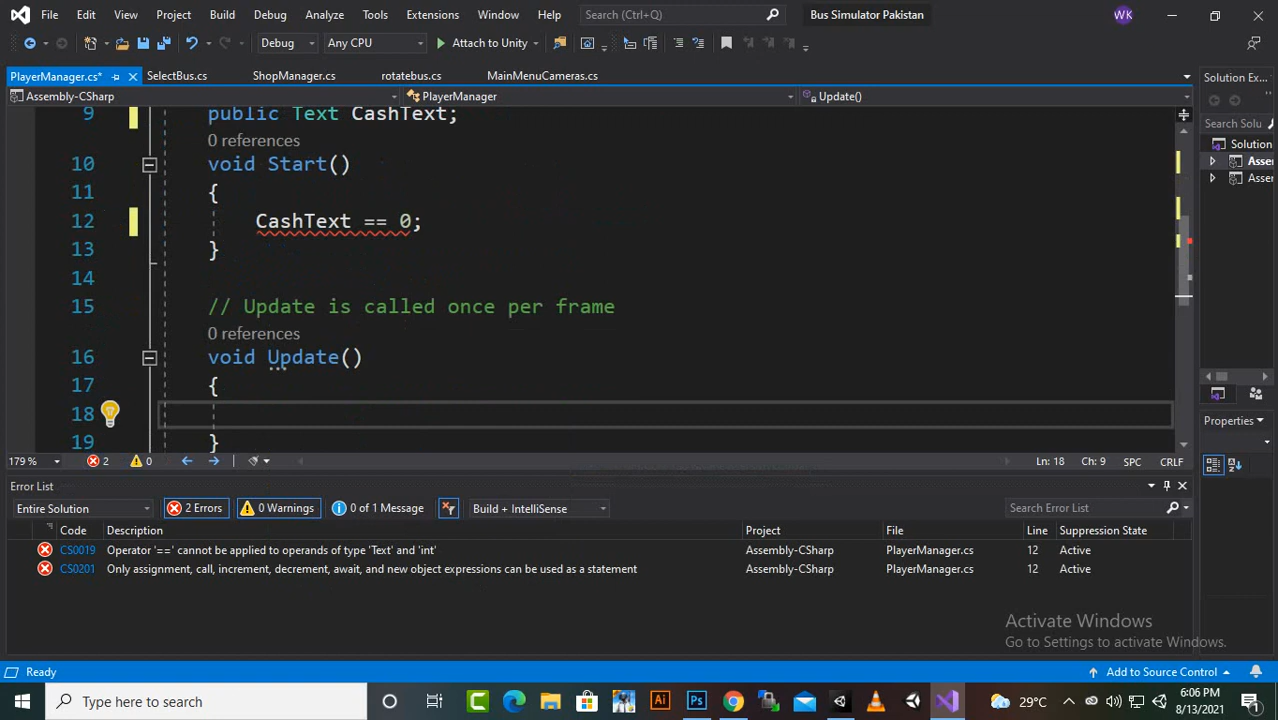 File Edit View Project Build Debug Analyze Tools Extensions Window Help Search (Ctrl+Q) Bus Simulator Pakistan WK
Debug Any CPU Attach to Unity
PlayerManager.cs* SelectBus.cs ShopManager.cs rotatebus.cs MainMenuCameras.cs Solution Ex...
Assembly-CSharp PlayerManager Update()
Search Solu
9 public Text CashText;
0 references
10 void Start()
11 {
12 CashText == 0;
13 }
14
15 // Update is called once per frame
0 references
16 void Update()
17 {
18
19 }
Solution
Asse
Asser
Properties
179 % 2 0 Ln: 18 Ch: 9 SPC CRLF
Error List
Entire Solution 2 Errors 0 Warnings 0 of 1 Message Build + IntelliSense Search Error List
Code Description Project File Line Suppression State
CS0019 Operator '==' cannot be applied to operands of type 'Text' and 'int' Assembly-CSharp PlayerManager.cs 12 Active
CS0201 Only assignment, call, increment, decrement, await, and new object expressions can be used as a statement Assembly-CSharp PlayerManager.cs 12 Active
Activate Windows
Go to Settings to activate Windows.
Ready Add to Source Control
Type here to search Ai Ps 29°C 6:06 PM
8/13/2021